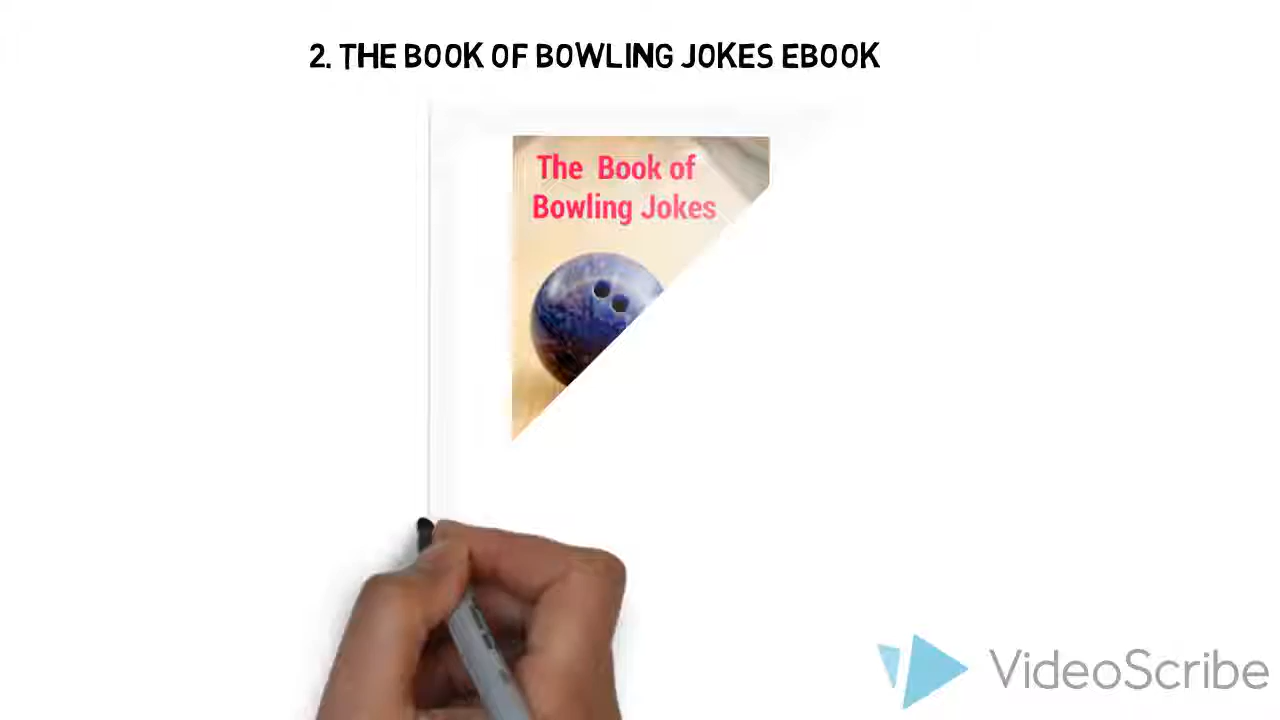 2. THE BOOK OF BOWLING JOKES EBOOK
The Book of
Bowling Jokes
VideoScribe